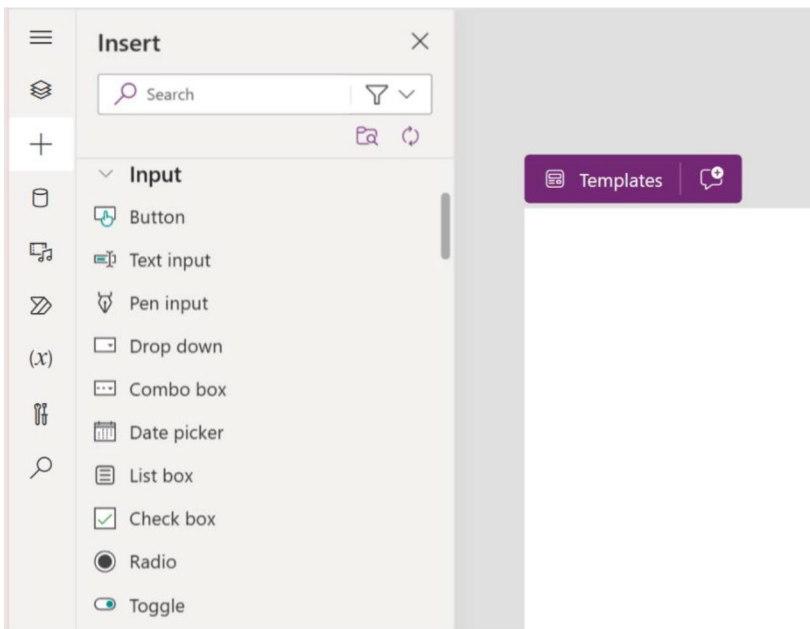 Insert
Search
Input
Templates
Button
Text input
Pen input
Drop down
(x)
Combo box
Date picker
List box
Check box
Radio
Toggle